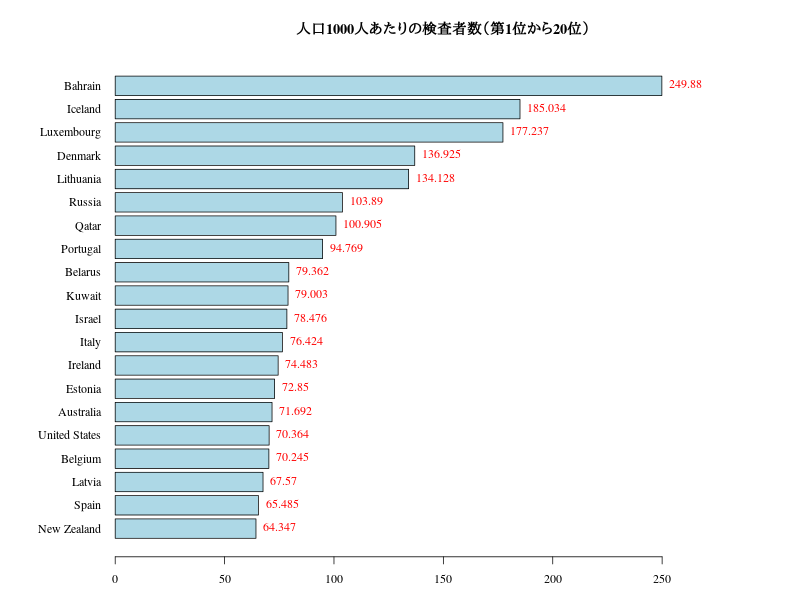 人口1000人あたりの検査者数(第1位から20位)
Bahrain 249.88
Iceland 185.034
Luxembourg 177.237
Denmark 136.925
Lithuania 134.128
Russia 103.89
Qatar 100.905
Portugal 94.769
Belarus 79.362
Kuwait 79.003
Israel 78.476
Italy 76.424
Ireland 74.483
Estonia 72.85
Australia 71.692
United States 70.364
Belgium 70.245
Latvia 67.57
Spain 65.485
New Zealand 64.347
0 50 100 150 200 250